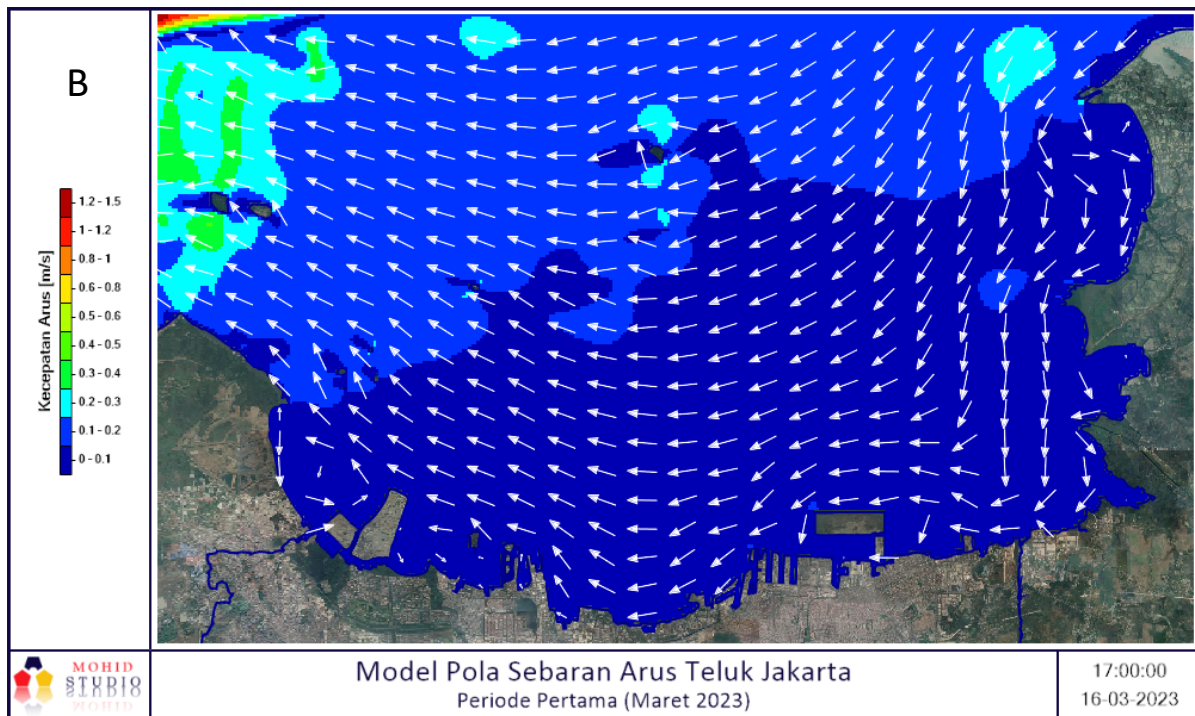 B
Kecepatan Arus [m/s]
1.2 - 1.5
1 - 1.2
0.8 - 1
0.6 - 0.8
0.5 - 0.6
0.4 - 0.5
0.3 - 0.4
0.2 - 0.3
0.1 - 0.2
0 - 0.1
MOHID
STUDIO
Model Pola Sebaran Arus Teluk Jakarta
Periode Pertama (Maret 2023)
17:00:00
16-03-2023